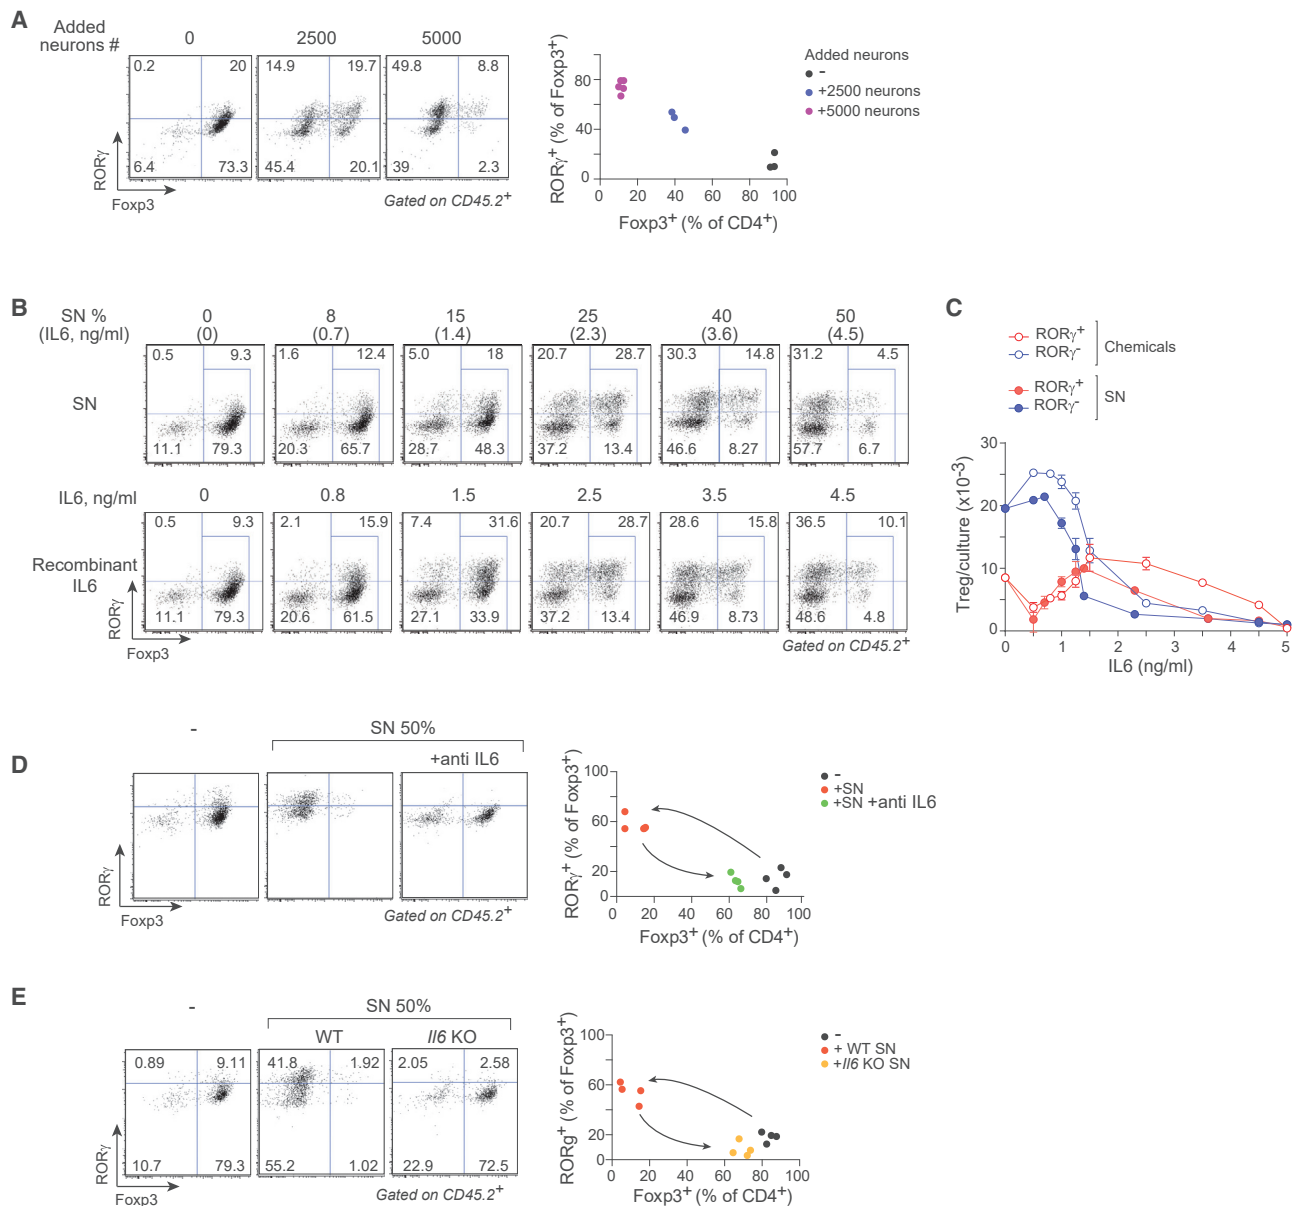 A
Added
neurons #
0
2500
5000
0.2
20
6.4
73.3
14.9
19.7
45.4
20.1
49.8
8.8
39
2.3
RORγ
Foxp3
Gated on CD45.2+
RORγ+ (% of Foxp3+)
80
40
0
0
20
40
60
80
100
Foxp3+ (% of CD4+)
Added neurons
-
+2500 neurons
+5000 neurons
B
SN %
(IL6, ng/ml)
0
(0)
8
(0.7)
15
(1.4)
25
(2.3)
40
(3.6)
50
(4.5)
SN
0.5
9.3
11.1
79.3
1.6
12.4
20.3
65.7
5.0
18
28.7
48.3
20.7
28.7
37.2
13.4
30.3
14.8
46.6
8.27
31.2
4.5
57.7
6.7
IL6, ng/ml
0
0.8
1.5
2.5
3.5
4.5
Recombinant
IL6
0.5
9.3
11.1
79.3
2.1
15.9
20.6
61.5
7.4
31.6
27.1
33.9
20.7
28.7
37.2
13.4
28.6
15.8
46.9
8.73
36.5
10.1
48.6
4.8
RORγ
Foxp3
Gated on CD45.2+
C
RORγ+
RORγ-
Chemicals
RORγ+
RORγ-
SN
Treg/culture (x10-3)
30
20
10
0
0
1
2
3
4
5
IL6 (ng/ml)
D
-
SN 50%
+anti IL6
RORγ
Foxp3
Gated on CD45.2+
RORγ+ (% of Foxp3+)
100
60
20
0
0
20
40
60
80
100
Foxp3+ (% of CD4+)
-
+SN
+SN +anti IL6
E
-
SN 50%
WT
Il6 KO
0.89
9.11
10.7
79.3
41.8
1.92
55.2
1.02
2.05
2.58
22.9
72.5
RORγ
Foxp3
Gated on CD45.2+
RORg+ (% of Foxp3+)
100
60
20
0
0
20
40
60
80
100
Foxp3+ (% of CD4+)
-
+ WT SN
+Il6 KO SN